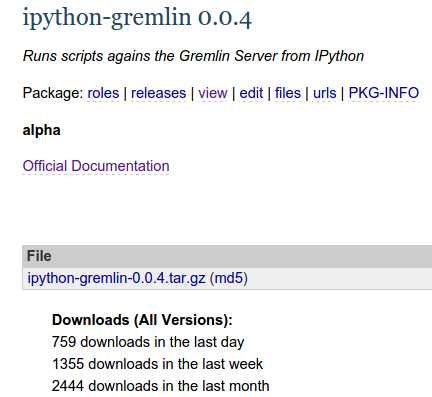 ipython-gremlin 0.0.4
Runs scripts agains the Gremlin Server from IPython
Package: roles | releases | view | edit | files | urls | PKG-INFO
alpha
Official Documentation
File
ipython-gremlin-0.0.4.tar.gz (md5)
Downloads (All Versions):
759 downloads in the last day
1355 downloads in the last week
2444 downloads in the last month